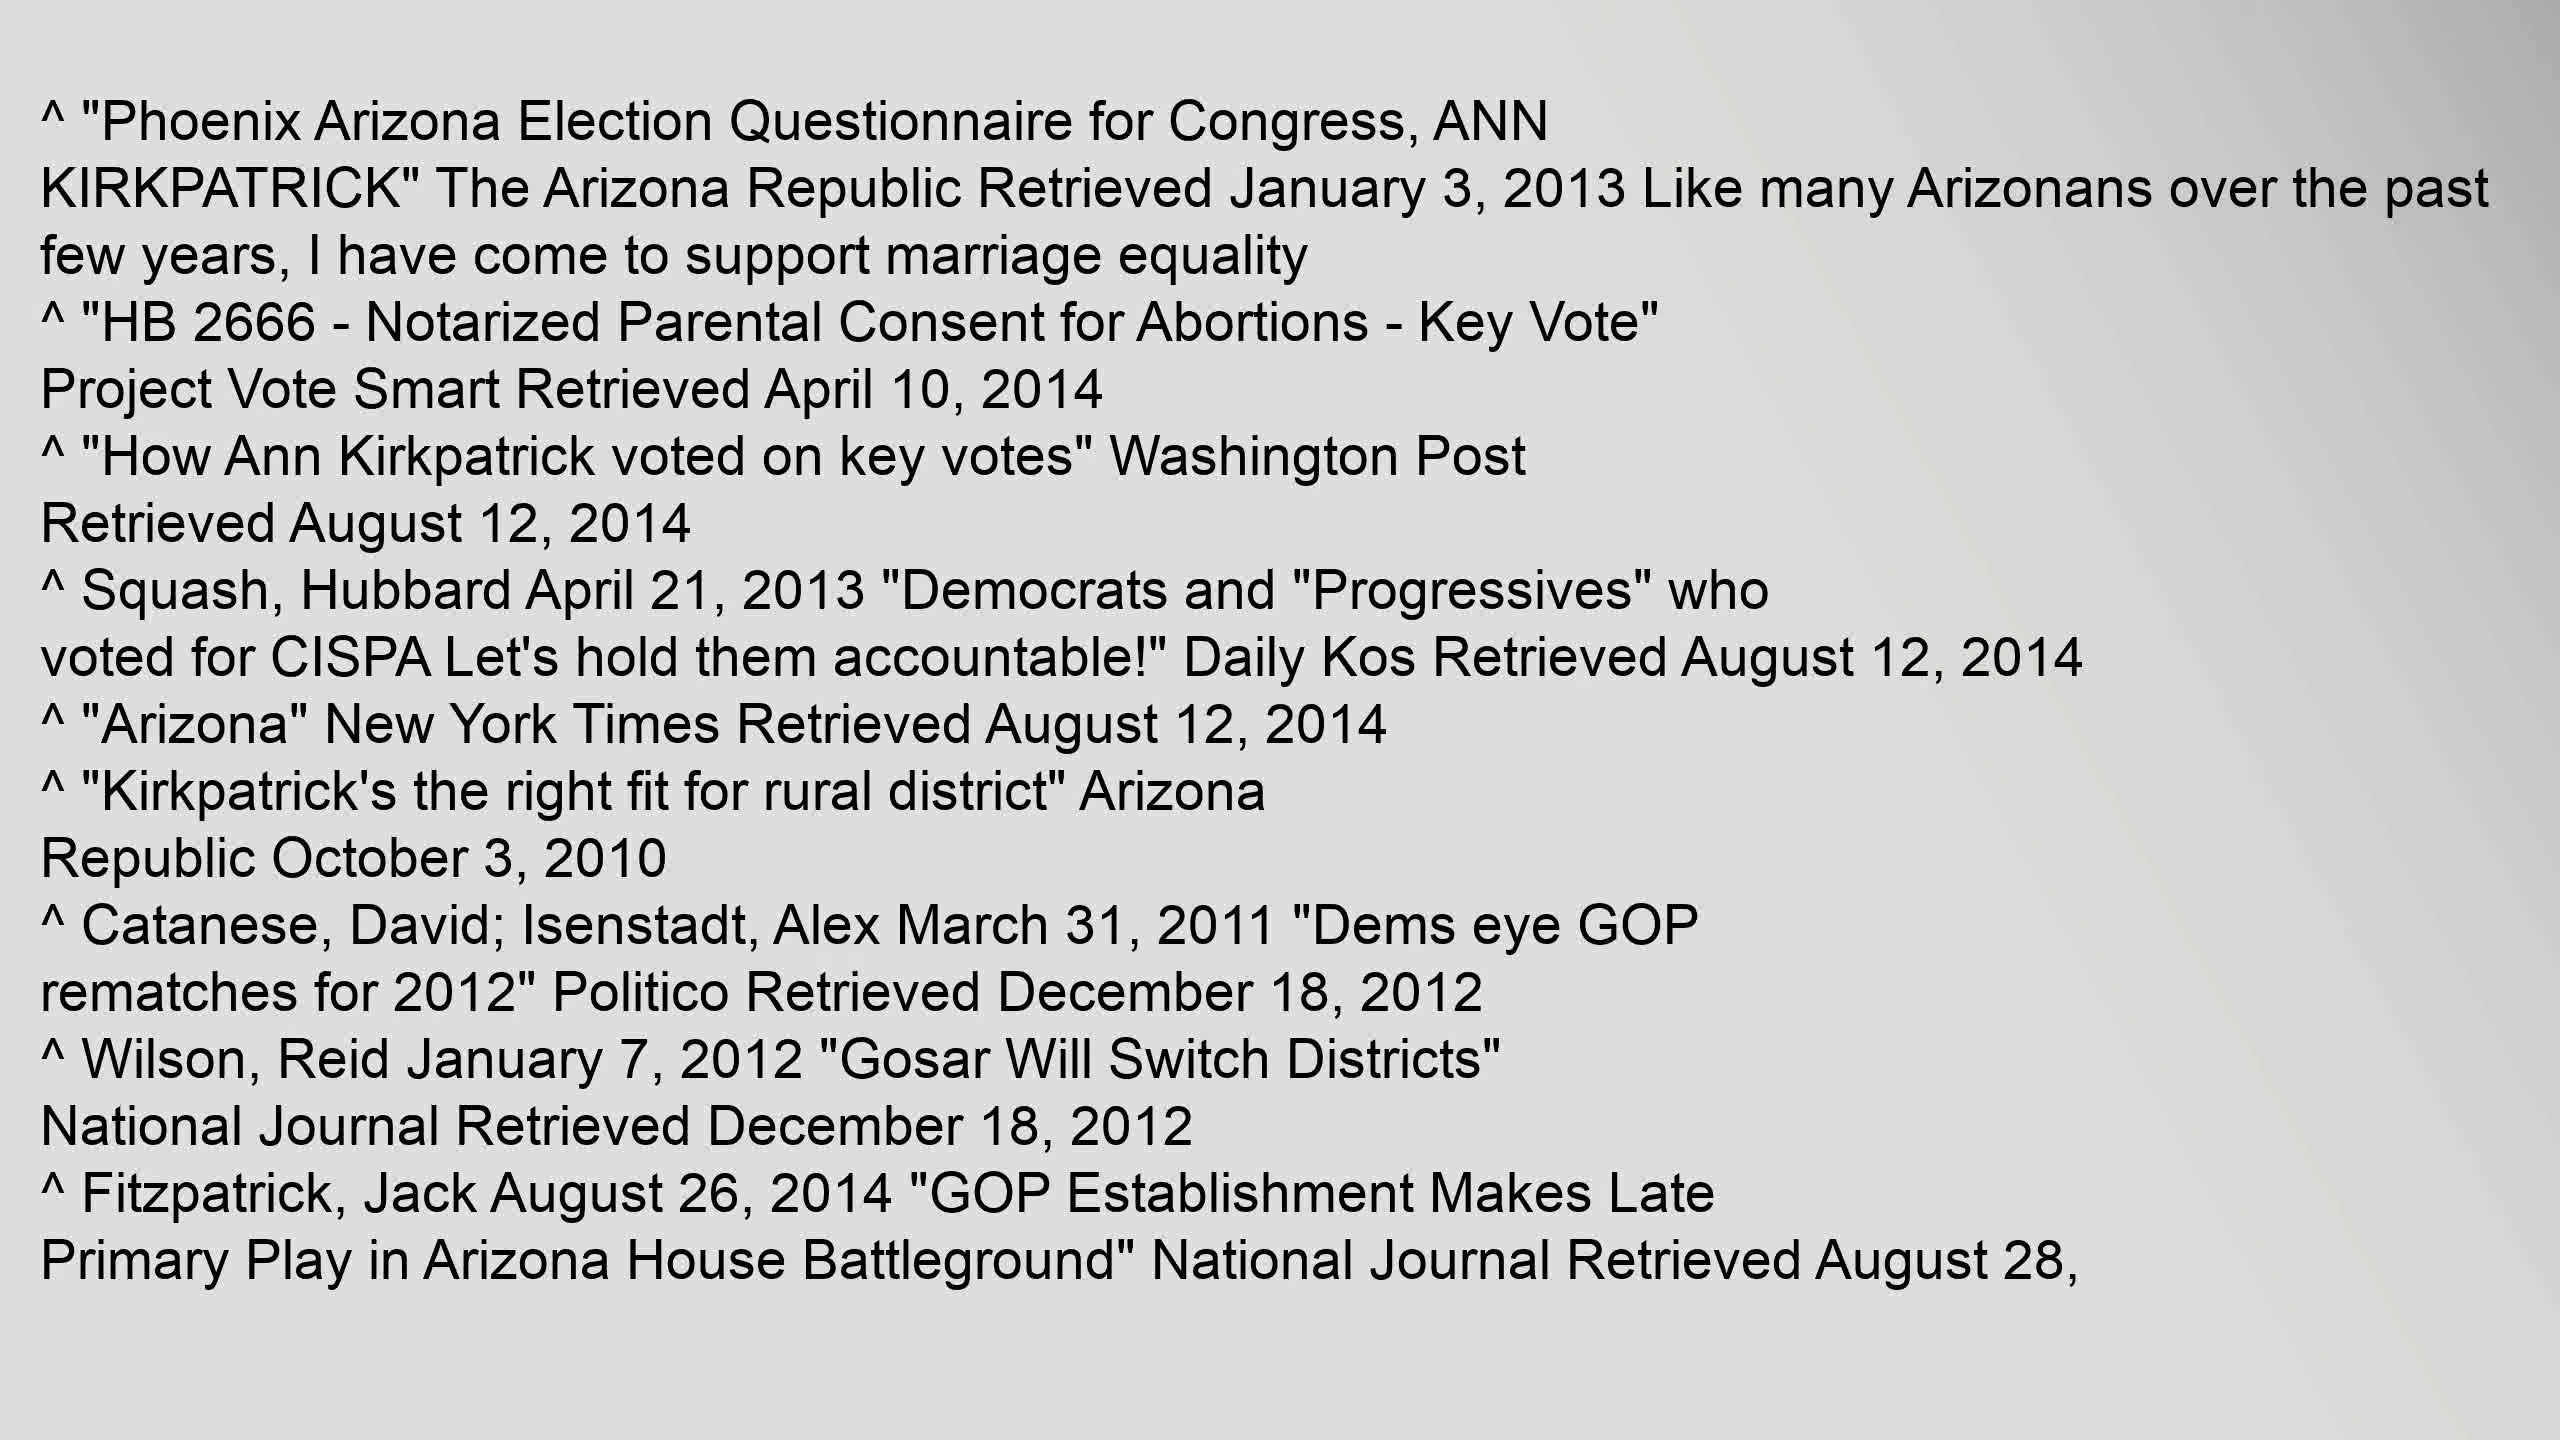 ^ "Phoenix Arizona Election Questionnaire for Congress, ANN
KIRKPATRICK" The Arizona Republic Retrieved January 3, 2013 Like many Arizonans over the past
few years, I have come to support marriage equality
^ "HB 2666 - Notarized Parental Consent for Abortions - Key Vote"
Project Vote Smart Retrieved April 10, 2014
^ "How Ann Kirkpatrick voted on key votes" Washington Post
Retrieved August 12, 2014
^ Squash, Hubbard April 21, 2013 "Democrats and "Progressives" who
voted for CISPA Let's hold them accountable!" Daily Kos Retrieved August 12, 2014
^ "Arizona" New York Times Retrieved August 12, 2014
^ "Kirkpatrick's the right fit for rural district" Arizona
Republic October 3, 2010
^ Catanese, David; Isenstadt, Alex March 31, 2011 "Dems eye GOP
rematches for 2012" Politico Retrieved December 18, 2012
^ Wilson, Reid January 7, 2012 "Gosar Will Switch Districts"
National Journal Retrieved December 18, 2012
^ Fitzpatrick, Jack August 26, 2014 "GOP Establishment Makes Late
Primary Play in Arizona House Battleground" National Journal Retrieved August 28,